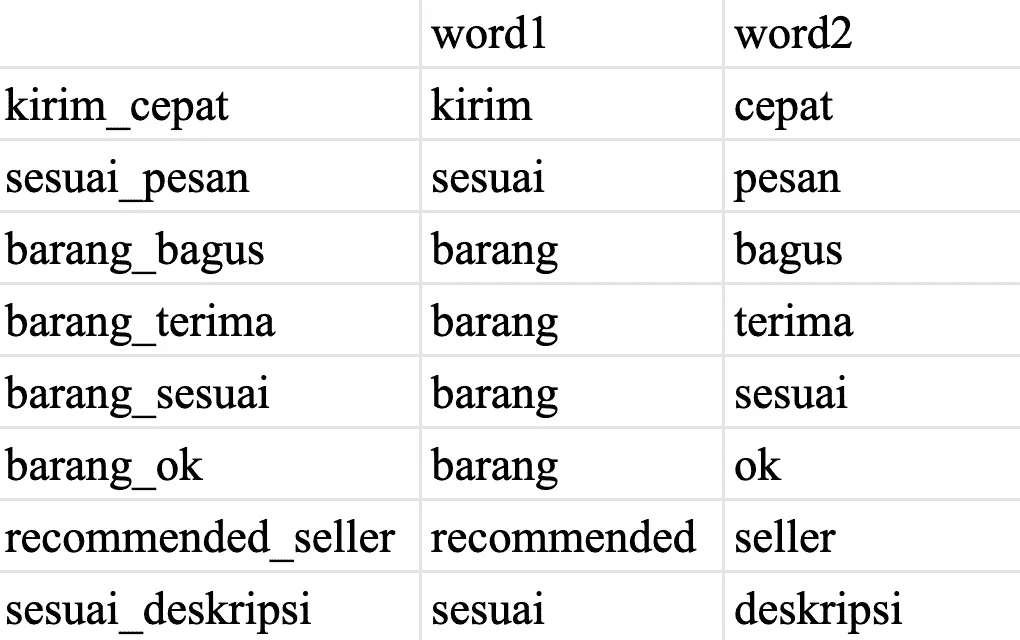 word1 word2
kirim_cepat kirim cepat
sesuai_pesan sesuai pesan
barang_bagus barang bagus
barang_terima barang terima
barang_sesuai barang sesuai
barang_ok barang ok
recommended_seller recommended seller
sesuai_deskripsi sesuai deskripsi